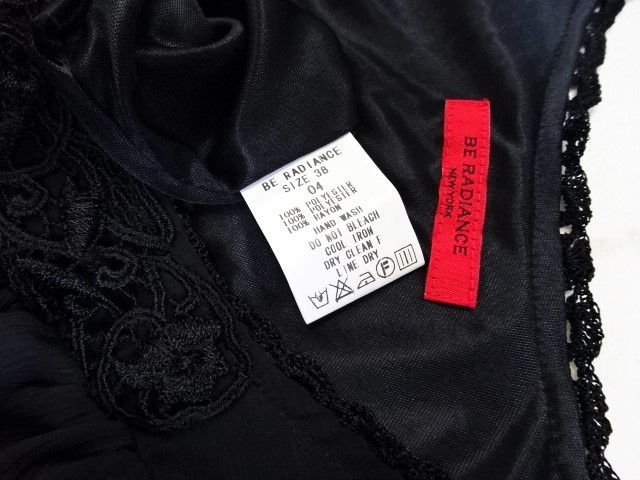 BE RADIANCE
SIZE 38
04
100% POLYESTER
100% POLYESTER
100% RAYON
HAND WASH
DO NOT BLEACH
COOL IRON
DRY CLEAN F
LINE DRY
F
BE RADIANCE
NEW YORK